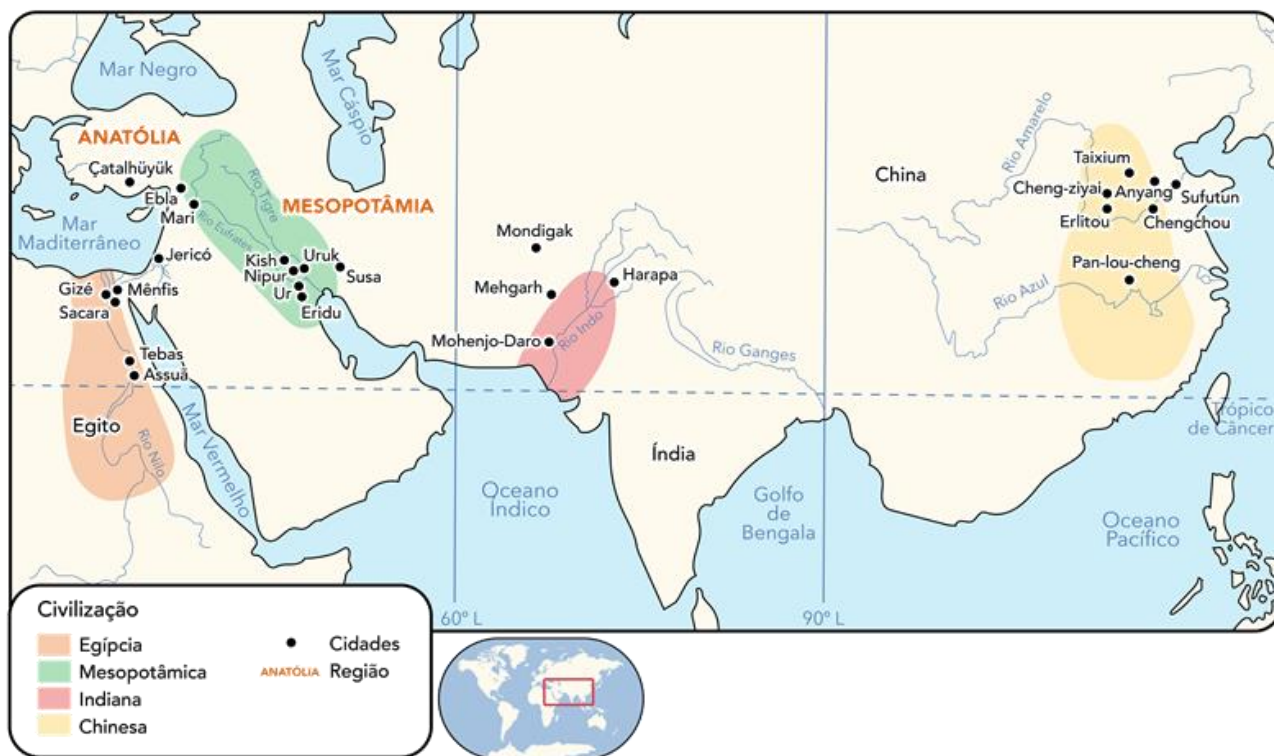 Mar Negro
Mar Cáspio
ANATÓLIA
Çatalhüyük
Ebla
Mari
Rio Tigre
Rio Eufrates
MESOPOTÂMIA
Mar
Mediterrâneo
Jericó
Kish
Uruk
Nipur
Susa
Ur
Eridu
Gizé
Mênfis
Sacara
Tebas
Assuã
Egito
Rio Nilo
Mar Vermelho
Mondigak
Mehgarh
Harapa
Mohenjo-Daro
Rio Indo
Rio Ganges
Índia
Oceano
Índico
Golfo
de
Bengala
China
Rio Amarelo
Taixium
Cheng-ziyai
Anyang
Sufutun
Erlitou
Chengchou
Pan-lou-cheng
Rio Azul
Trópico
de Câncer
Oceano
Pacífico
60º L
90º L
Civilização
Egípcia
Mesopotâmica
Indiana
Chinesa
Cidades
ANATÓLIA Região